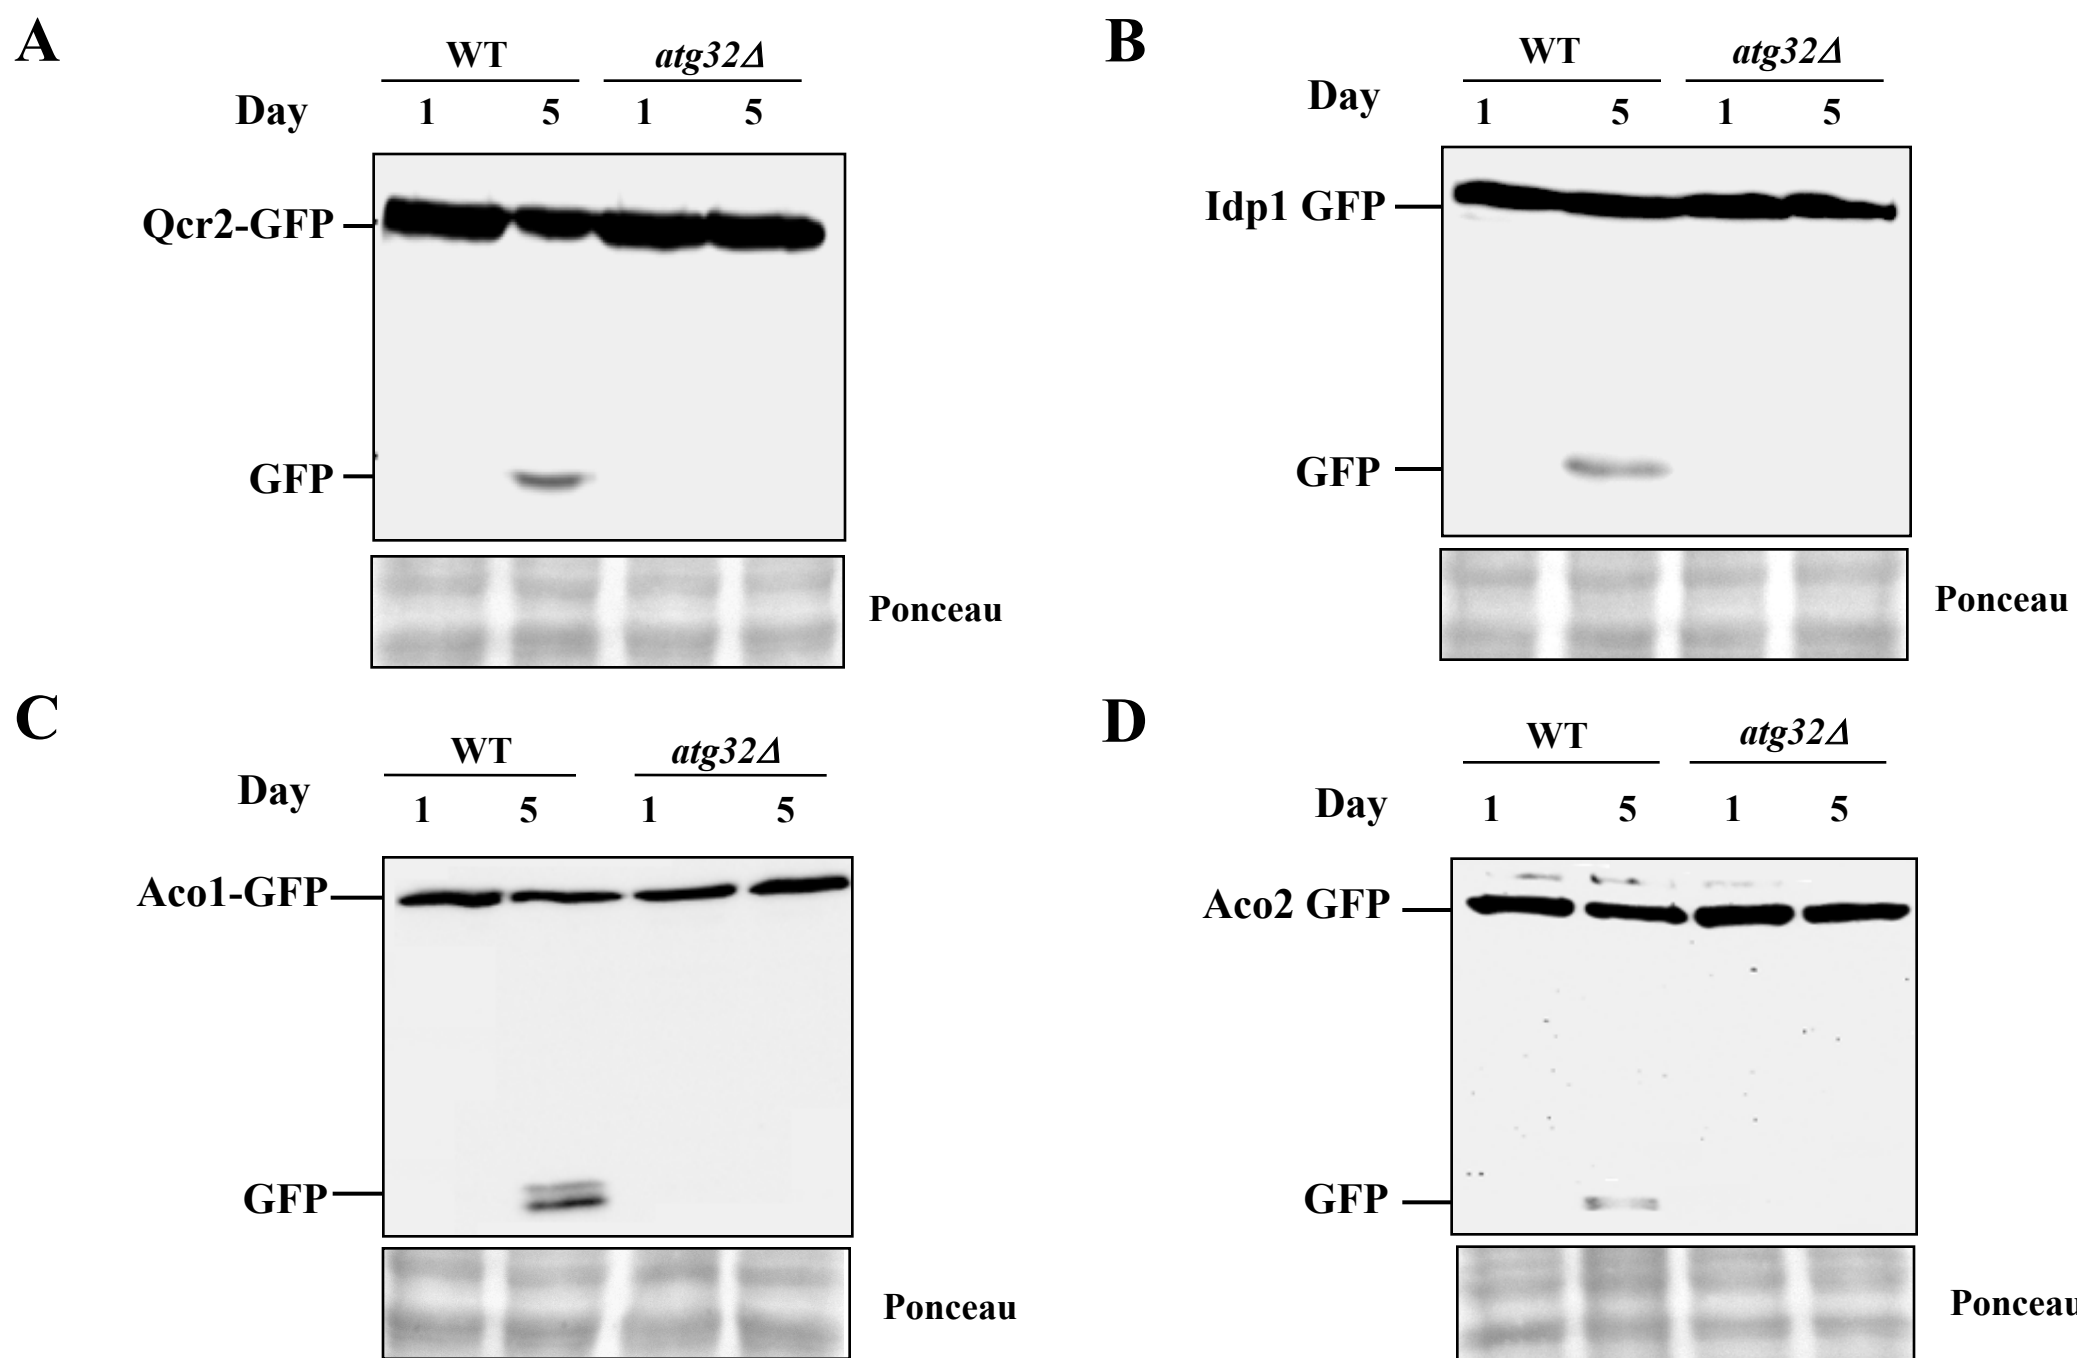 A
WT atg32Δ
Day 1 5 1 5
Qcr2-GFP
GFP
Ponceau
B
WT atg32Δ
Day 1 5 1 5
Idp1 GFP
GFP
Ponceau
C
WT atg32Δ
Day 1 5 1 5
Aco1-GFP
GFP
Ponceau
D
WT atg32Δ
Day 1 5 1 5
Aco2 GFP
GFP
Ponceau